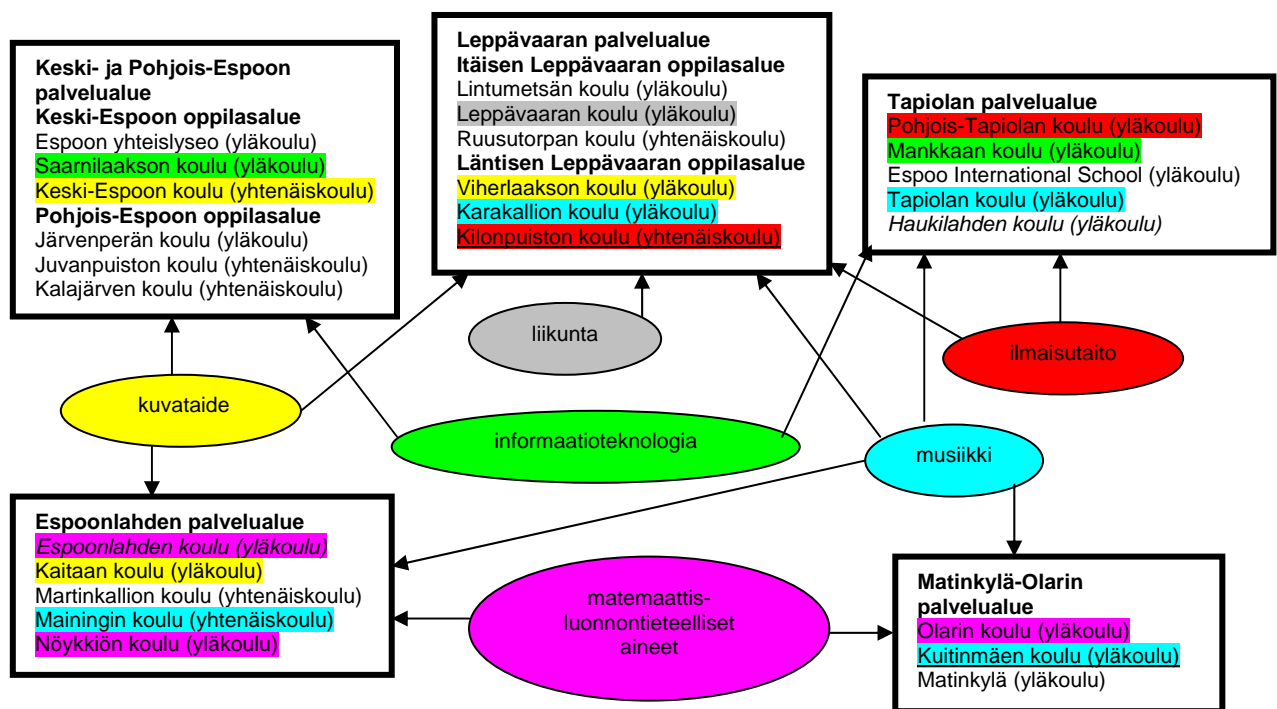 Keski- ja Pohjois-Espoon
palvelualue
Keski-Espoon oppilasalue
Espoon yhteislyseo (yläkoulu)
Saarnilaakson koulu (yläkoulu)
Keski-Espoon koulu (yhtenäiskoulu)
Pohjois-Espoon oppilasalue
Järvenperän koulu (yläkoulu)
Juvanpuiston koulu (yhtenäiskoulu)
Kalajärven koulu (yhtenäiskoulu)
Leppävaaran palvelualue
Itäisen Leppävaaran oppilasalue
Lintumetsän koulu (yläkoulu)
Leppävaaran koulu (yläkoulu)
Ruusutorpan koulu (yhtenäiskoulu)
Läntisen Leppävaaran oppilasalue
Viherlaakson koulu (yläkoulu)
Karakallion koulu (yläkoulu)
Kilonpuiston koulu (yhtenäiskoulu)
Tapiolan palvelualue
Pohjois-Tapiolan koulu (yläkoulu)
Mankkaan koulu (yläkoulu)
Espoo International School (yläkoulu)
Tapiolan koulu (yläkoulu)
Haukilahden koulu (yläkoulu)
liikunta
ilmaisutaito
kuvataide
informaatioteknologia
musiikki
Espoonlahden palvelualue
Espoonlahden koulu (yläkoulu)
Kaitaan koulu (yläkoulu)
Martinkallion koulu (yhtenäiskoulu)
Mainingin koulu (yhtenäiskoulu)
Nöykkiön koulu (yläkoulu)
matemaattis-
luonnontieteelliset
aineet
Matinkylä-Olarin
palvelualue
Olarin koulu (yläkoulu)
Kuitinmäen koulu (yläkoulu)
Matinkylä (yläkoulu)